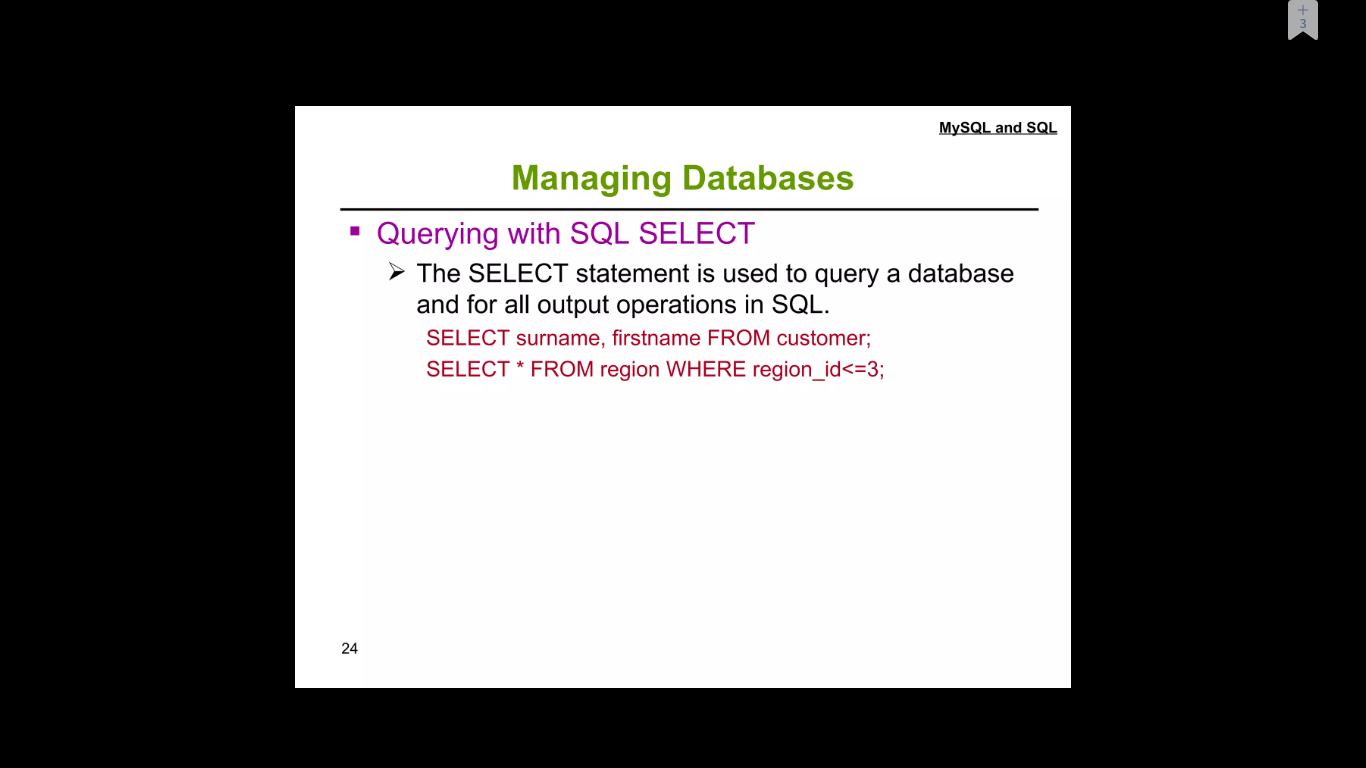 +
3
MySQL and SQL
Managing Databases
▪ Querying with SQL SELECT
➢ The SELECT statement is used to query a database
and for all output operations in SQL.
SELECT surname, firstname FROM customer;
SELECT * FROM region WHERE region_id<=3;
24